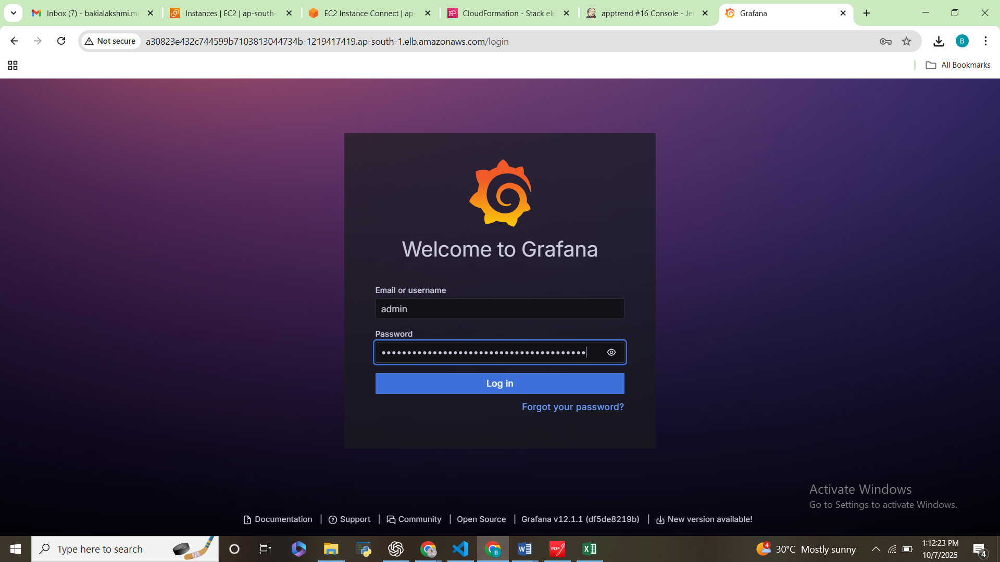 Inbox (7) - bakialakshmi.m
Instances | EC2 | ap-south-
EC2 Instance Connect | ap-
CloudFormation - Stack ek
apptrend #16 Console - Je
Grafana
Not secure
a30823e432c744599b7103813044734b-1219417419.ap-south-1.elb.amazonaws.com/login
B
All Bookmarks
Welcome to Grafana
Email or username
admin
Password
Log in
Forgot your password?
Activate Windows
Go to Settings to activate Windows.
Documentation | Support | Community | Open Source | Grafana v12.1.1 (df5de8219b) | New version available!
Type here to search
PDF
B
4
30°C Mostly sunny
1:12:23 PM
10/7/2025
4